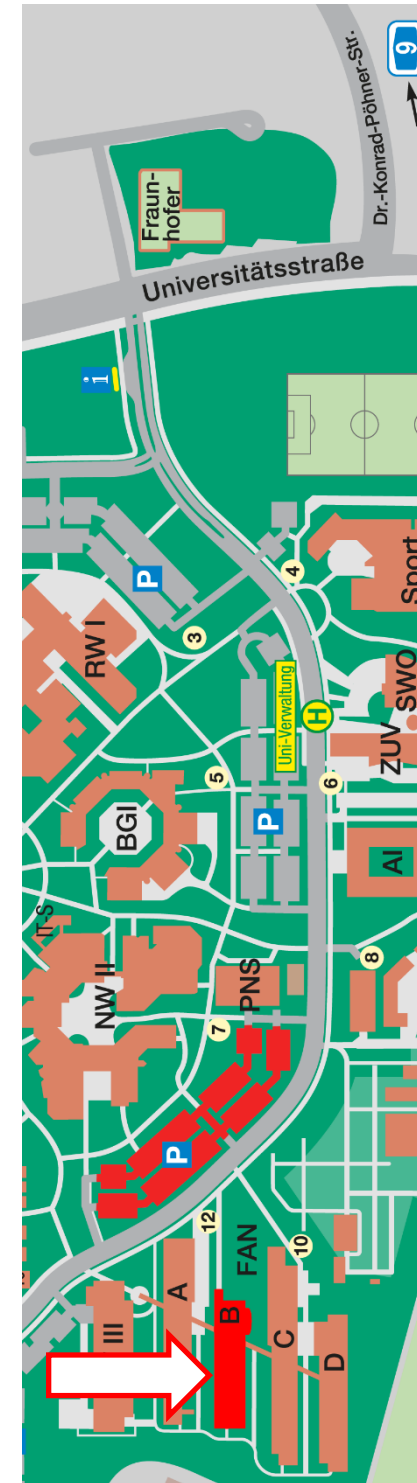 9
Dr.-Konrad-Pöhner-Str.
Fraun-
hofer
Universitätsstraße
i
P
4
Sport
3
RW I
Uni-Verwaltung
H
SWO
ZUV
5
6
BGI
P
AI
IT-S
NW II
PNS
8
7
P
12
FAN
10
A
B
III
C
D